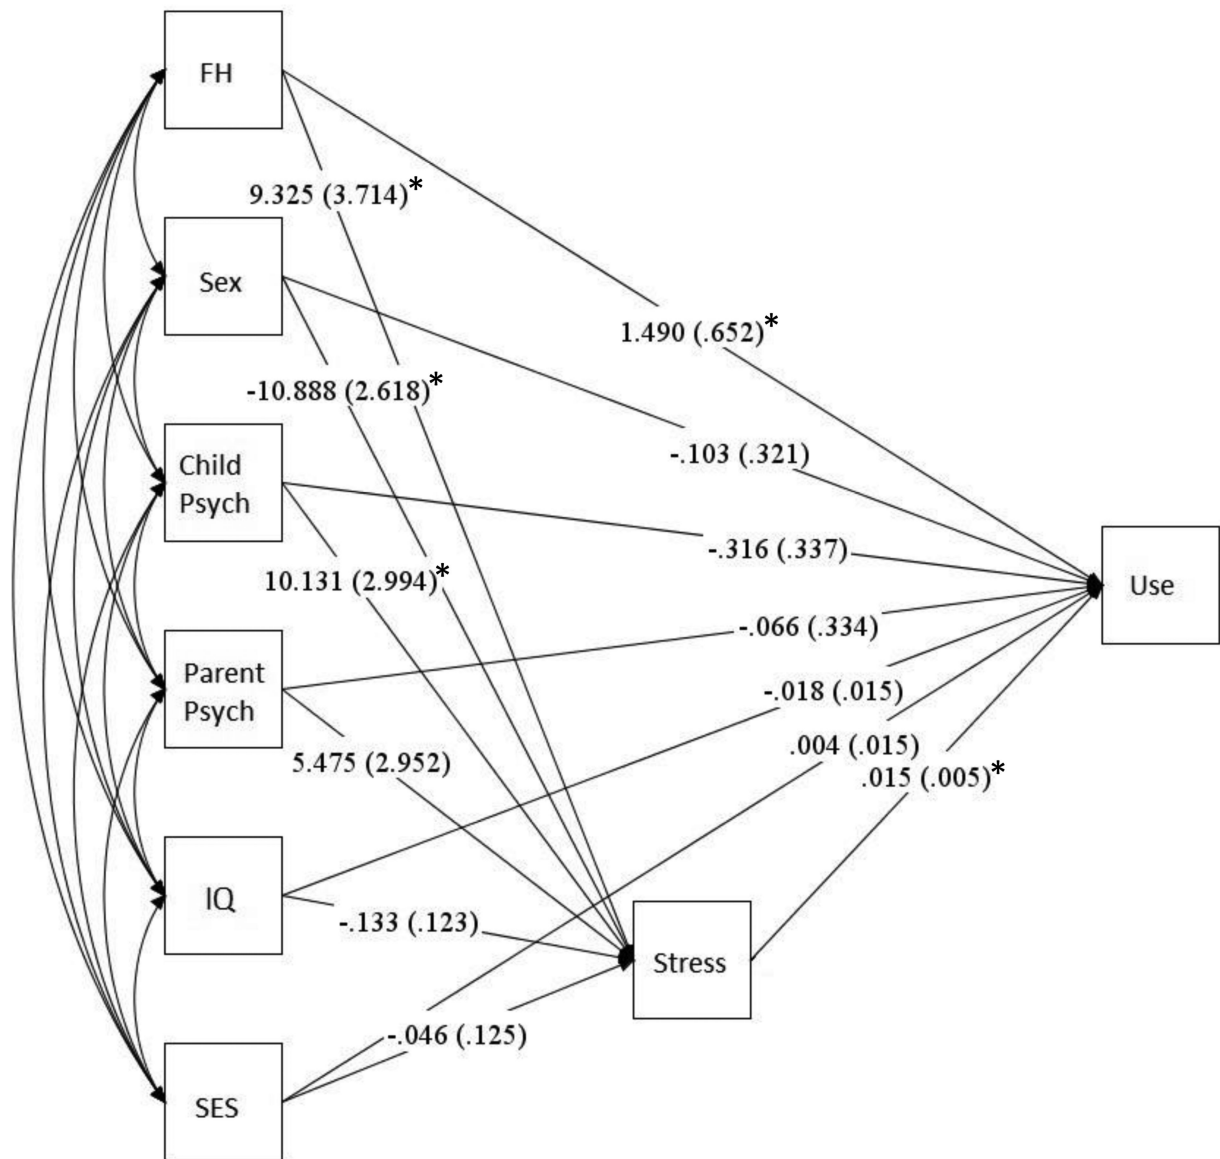 FH
9.325 (3.714)*
Sex
1.490 (.652)*
-10.888 (2.618)*
-.103 (.321)
Child
Psych
-.316 (.337)
10.131 (2.994)*
Use
-.066 (.334)
Parent
Psych
-.018 (.015)
5.475 (2.952)
.004 (.015)
.015 (.005)*
IQ
-.133 (.123)
Stress
-.046 (.125)
SES